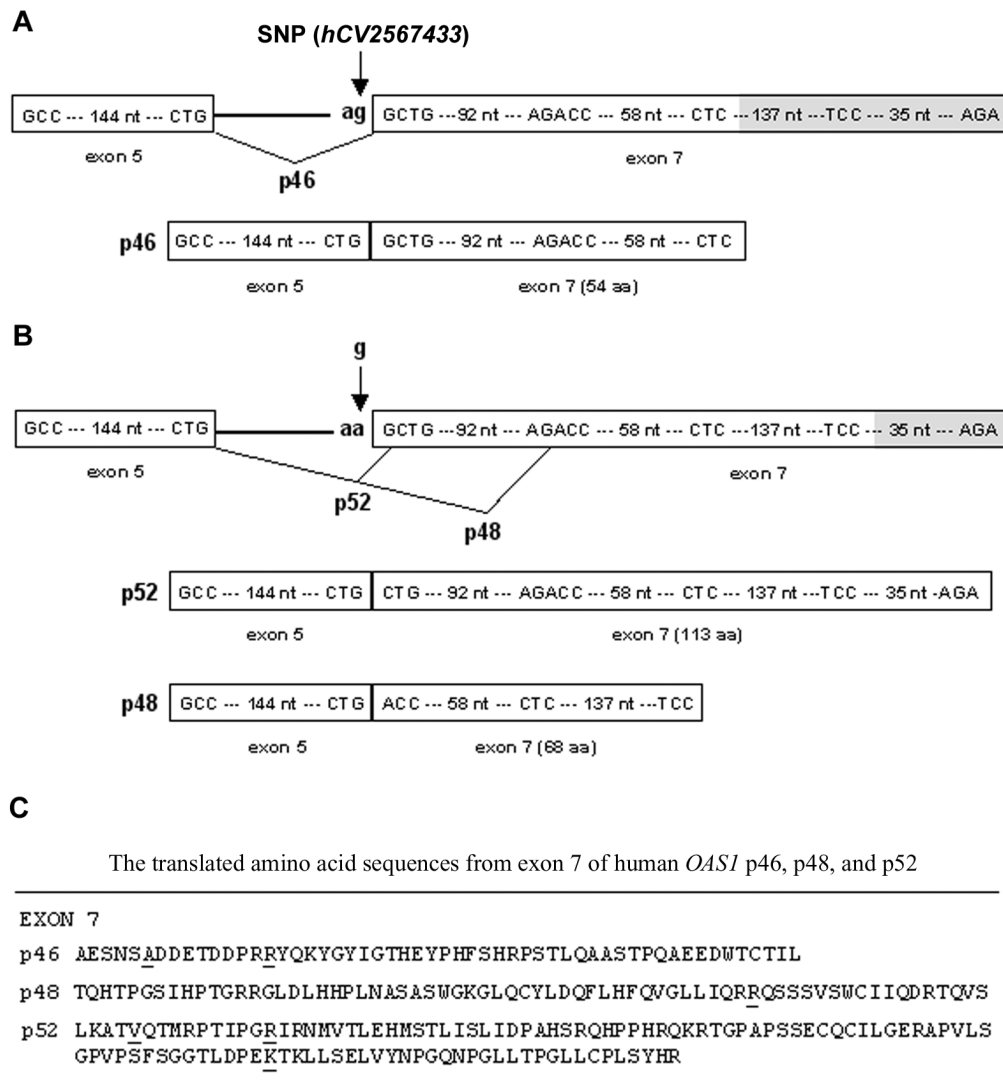 A
SNP (hCV2567433)
GCC --- 144 nt --- CTG
ag
GCTG ---92 nt --- AGACC --- 58 nt --- CTC ---137 nt ---TCC --- 35 nt --- AGA
exon 5
exon 7
p46
p46
GCC --- 144 nt --- CTG
GCTG --- 92 nt --- AGACC --- 58 nt --- CTC
exon 5
exon 7 (54 aa)
B
g
GCC --- 144 nt --- CTG
aa
GCTG ---92 nt --- AGACC --- 58 nt --- CTC ---137 nt ---TCC --- 35 nt --- AGA
exon 5
exon 7
p52
p48
p52
GCC --- 144 nt --- CTG
CTG ---92 nt --- AGACC --- 58 nt --- CTC --- 137 nt ---TCC --- 35 nt -AGA
exon 5
exon 7 (113 aa)
p48
GCC --- 144 nt --- CTG
ACC --- 58 nt --- CTC --- 137 nt ---TCC
exon 5
exon 7 (68 aa)
C
The translated amino acid sequences from exon 7 of human OAS1 p46, p48, and p52
EXON 7
p46 AESNSADDETDDPRRYQKYGYIGTHEYPHFSHRPSTLQAASTPQAEEDWTCTIL
p48 TQHTPGSIHPTGRRGLDLHHPLNASASWGKGLQCYLDQFLHFQVGLLIQRRQSSSVSWCIIQDRTQVS
p52 LKATVQTMRPTIPGRIRNMVTLEHMSTLISLIDPAHSRQHPPHRQKRTGPAPSSECQCILGERAPVLS
GPVPSFSGGTLDPEKTKLLSELVYNPGQNPGLLTPGLLCPLSYHR